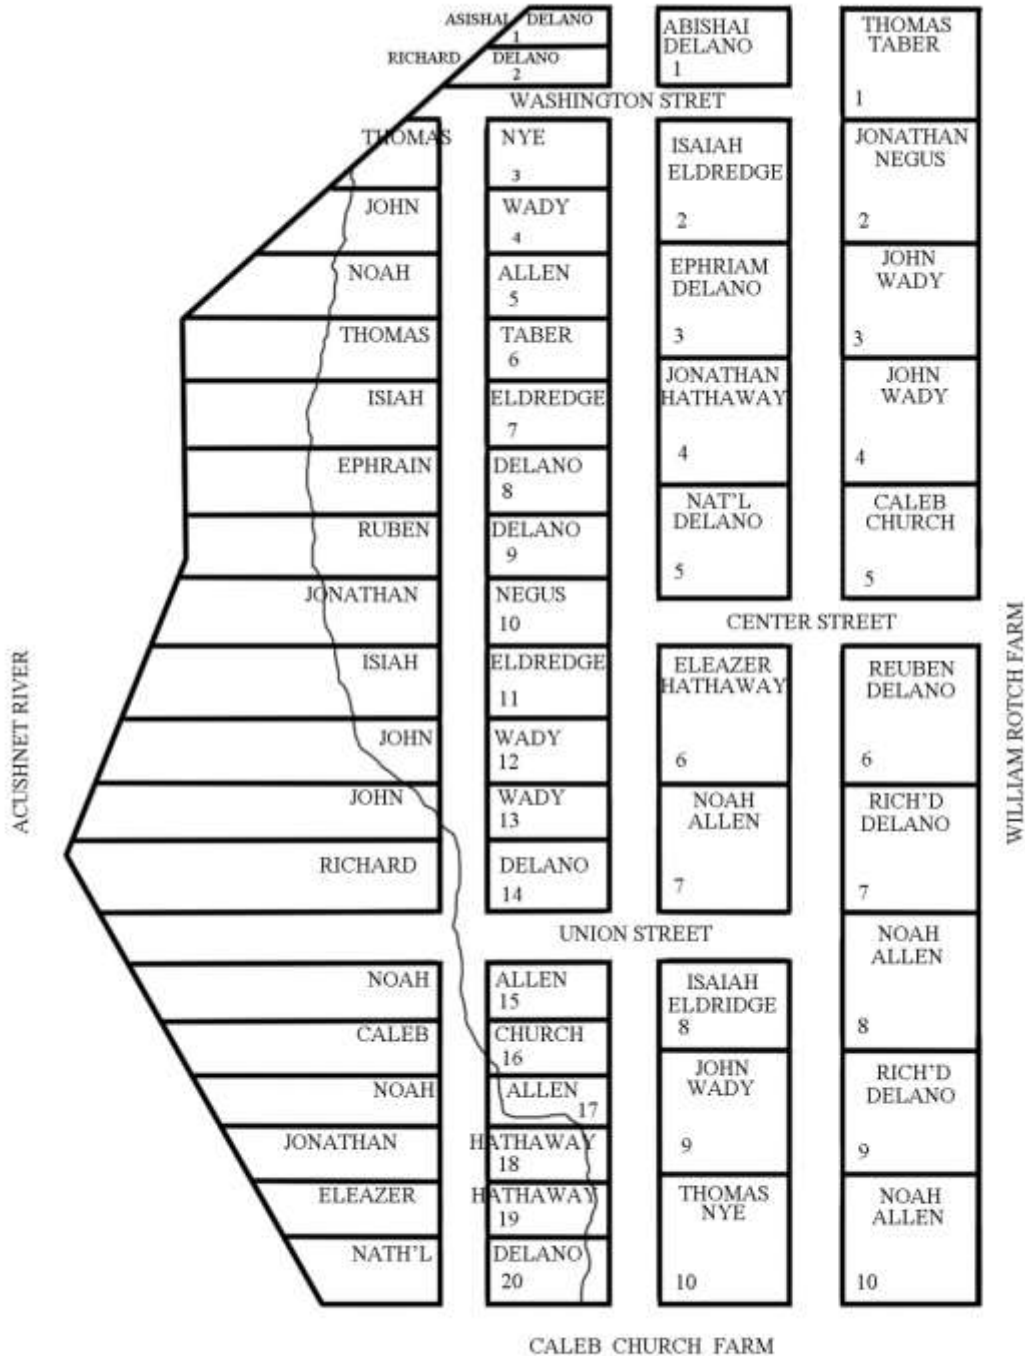 ASISHAI DELANO
1
RICHARD DELANO
2
ABISHAI
DELANO
1
THOMAS
TABER
1
WASHINGTON STRET
THOMAS NYE
3
JOHN WADY
4
NOAH ALLEN
5
THOMAS TABER
6
ISIAH ELDREDGE
7
EPHRAIN DELANO
8
RUBEN DELANO
9
JONATHAN NEGUS
10
ISIAH ELDREDGE
11
JOHN WADY
12
JOHN WADY
13
RICHARD DELANO
14
ISAIAH
ELDREDGE
2
EPHRIAM
DELANO
3
JONATHAN
HATHAWAY
4
NAT'L
DELANO
5
JONATHAN
NEGUS
2
JOHN
WADY
3
JOHN
WADY
4
CALEB
CHURCH
5
CENTER STREET
ELEAZER
HATHAWAY
6
NOAH
ALLEN
7
REUBEN
DELANO
6
RICH'D
DELANO
7
NOAH
ALLEN
8
RICH'D
DELANO
9
NOAH
ALLEN
10
UNION STREET
NOAH ALLEN
15
CALEB CHURCH
16
NOAH ALLEN
17
JONATHAN HATHAWAY
18
ELEAZER HATHAWAY
19
NATH'L DELANO
20
ISAIAH
ELDRIDGE
8
JOHN
WADY
9
THOMAS
NYE
10
ACUSHNET RIVER
WILLIAM ROTCH FARM
CALEB CHURCH FARM